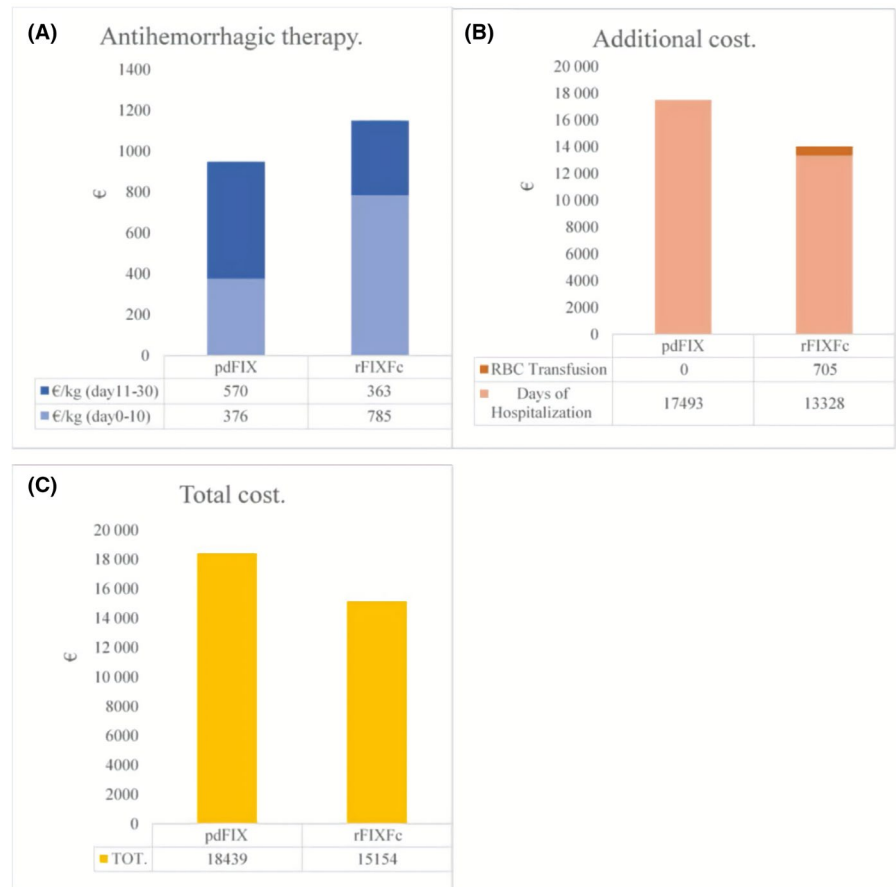 (A)
Antihemorrhagic therapy.
1400
1200
1000
800
600
400
200
0
€
pdFIX rFIXFc
€/kg (day11-30) 570 363
€/kg (day0-10) 376 785
(B)
Additional cost.
20 000
18 000
16 000
14 000
12 000
10 000
8000
6000
4000
2000
0
€
pdFIX rFIXFc
RBC Transfusion 0 705
Days of
Hospitalization 17493 13328
(C)
Total cost.
20 000
18 000
16 000
14 000
12 000
10 000
8000
6000
4000
2000
0
€
pdFIX rFIXFc
TOT. 18439 15154